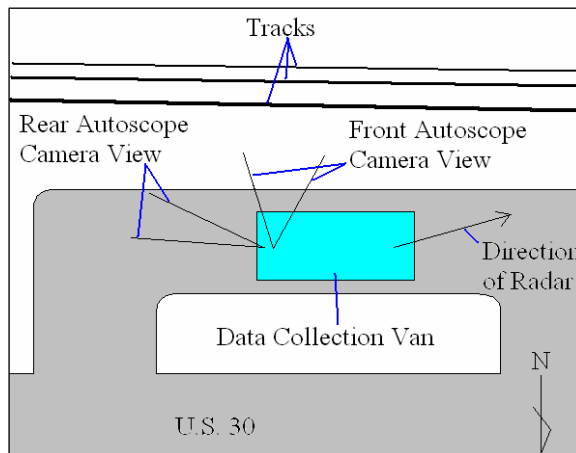 Tracks
Rear Autoscope
Camera View
Front Autoscope
Camera View
Direction
of Radar
Data Collection Van
N
U.S. 30